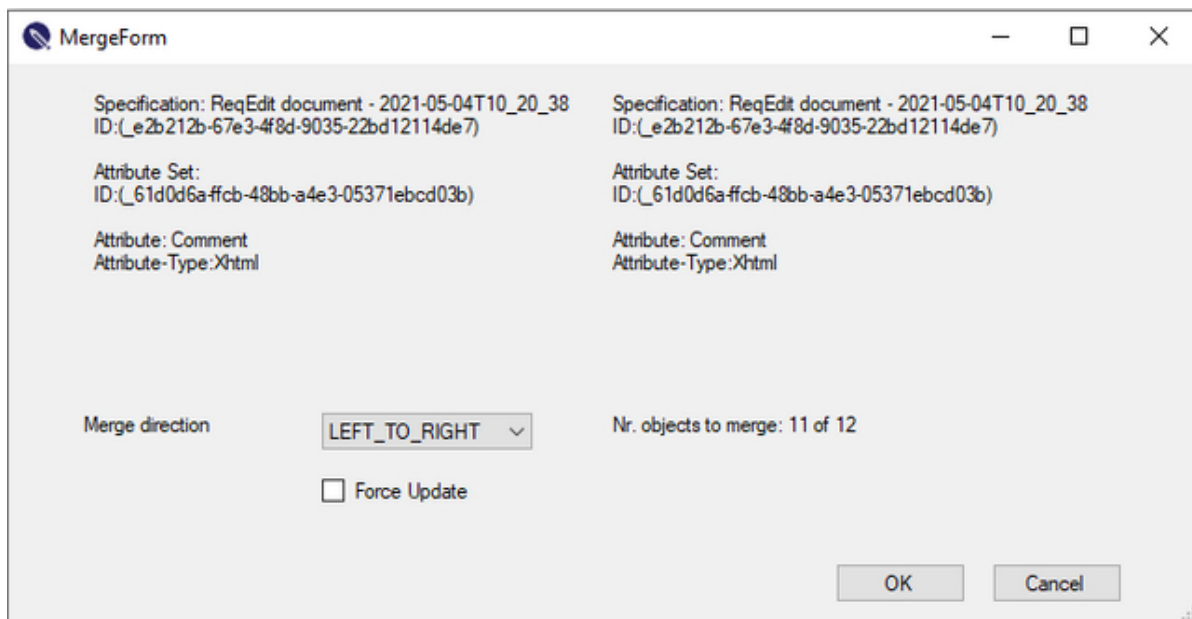 MergeForm
Specification: ReqEdit document - 2021-05-04T10_20_38
ID:(_e2b212b-67e3-4f8d-9035-22bd12114de7)
Attribute Set:
ID:(_61d0d6a-ffcb-48bb-a4e3-05371ebcd03b)
Attribute: Comment
Attribute-Type:Xhtml
Specification: ReqEdit document - 2021-05-04T10_20_38
ID:(_e2b212b-67e3-4f8d-9035-22bd12114de7)
Attribute Set:
ID:(_61d0d6a-ffcb-48bb-a4e3-05371ebcd03b)
Attribute: Comment
Attribute-Type:Xhtml
Merge direction
LEFT_TO_RIGHT
Nr. objects to merge: 11 of 12
Force Update
OK
Cancel